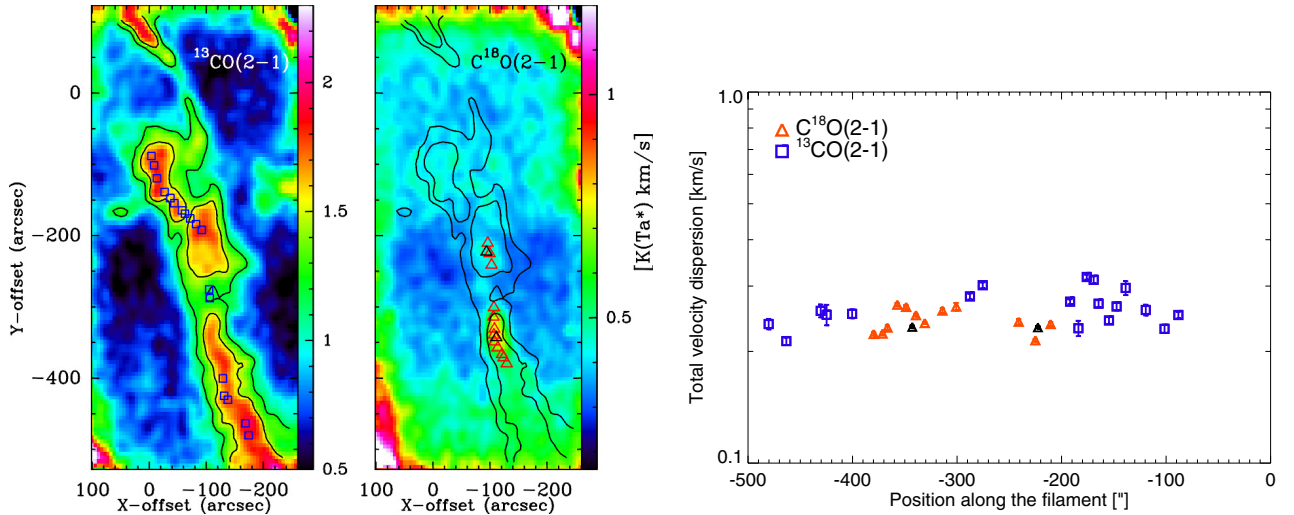 ¹³CO(2−1)
C¹⁸O(2−1)
Y−offset (arcsec)
0
−200
−400
100 0 −100 −200
X−offset (arcsec)
2
1.5
1
0.5
100 0 −100 −200
X−offset (arcsec)
1
0.5
[K(Ta*) km/s]
Total velocity dispersion [km/s]
1.0
0.1
C¹⁸O(2-1)
¹³CO(2-1)
-500 -400 -300 -200 -100 0
Position along the filament ["]